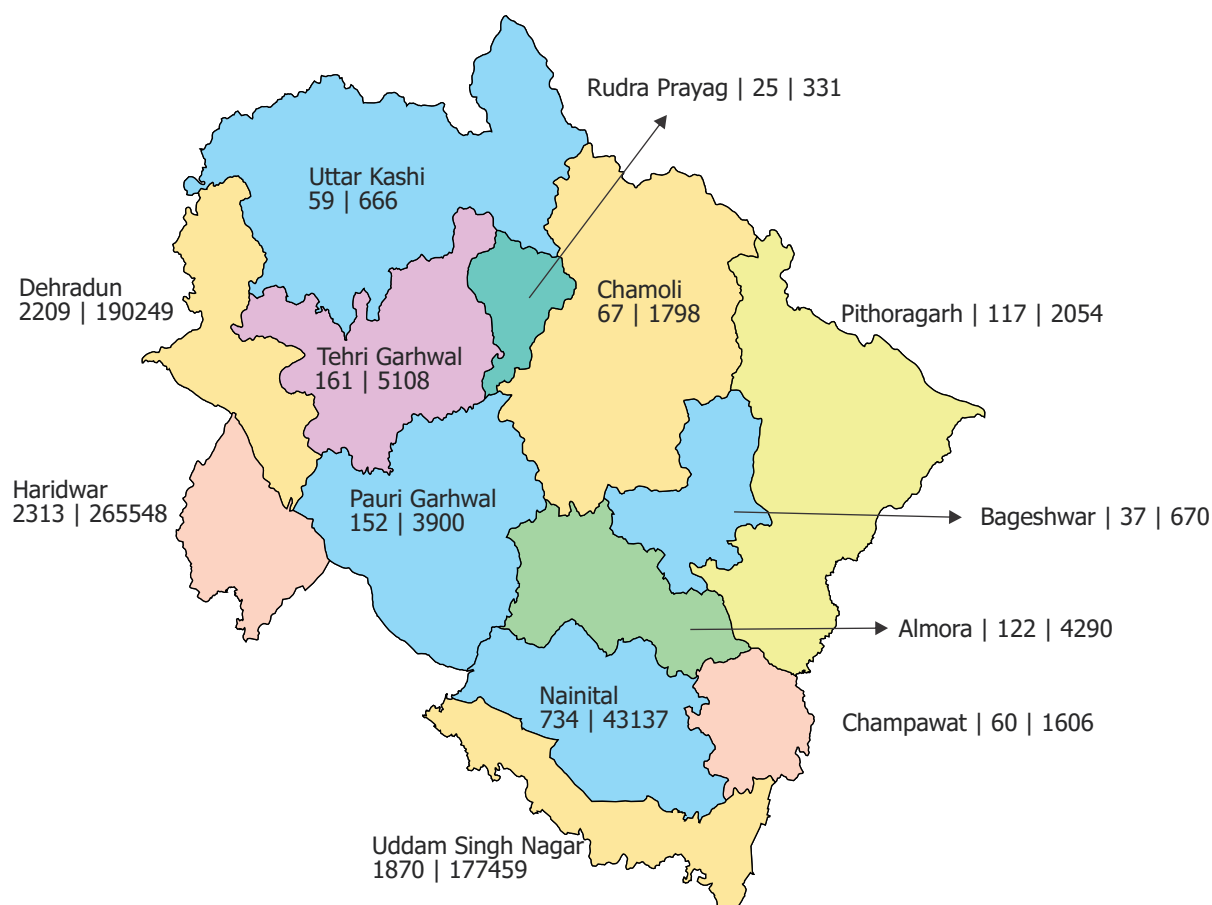 Rudra Prayag | 25 | 331
Uttar Kashi
59 | 666
Dehradun
2209 | 190249
Chamoli
67 | 1798
Pithoragarh | 117 | 2054
Tehri Garhwal
161 | 5108
Haridwar
2313 | 265548
Pauri Garhwal
152 | 3900
Bageshwar | 37 | 670
Almora | 122 | 4290
Nainital
734 | 43137
Champawat | 60 | 1606
Uddam Singh Nagar
1870 | 177459